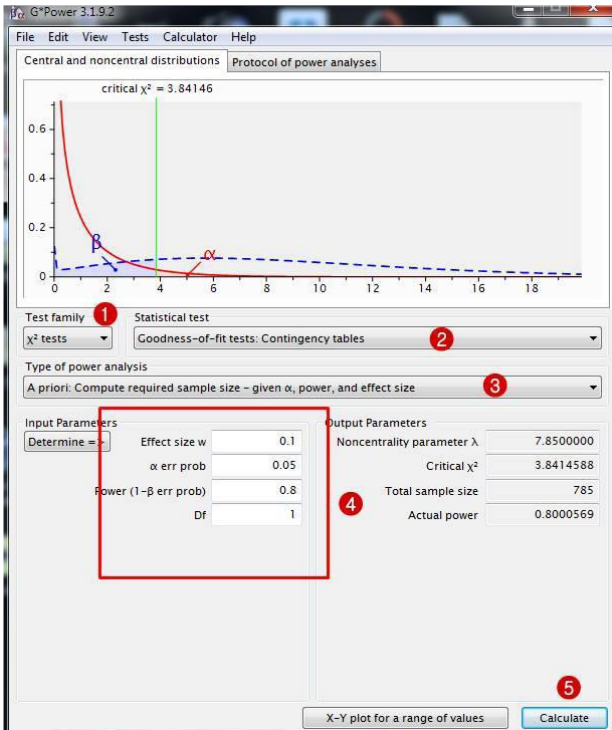 G*Power 3.1.9.2
File Edit View Tests Calculator Help
Central and noncentral distributions Protocol of power analyses
critical χ² = 3.84146
0.6
0.4
0.2
0
β
α
0 2 4 6 8 10 12 14 16 18
Test family 1 Statistical test
χ² tests Goodness-of-fit tests: Contingency tables 2
Type of power analysis
A priori: Compute required sample size – given α, power, and effect size 3
Input Parameters Output Parameters
Determine => Effect size w 0.1 Noncentrality parameter λ 7.8500000
α err prob 0.05 Critical χ² 3.8414588
Power (1-β err prob) 0.8 4 Total sample size 785
Df 1 Actual power 0.8000569
5
X-Y plot for a range of values Calculate